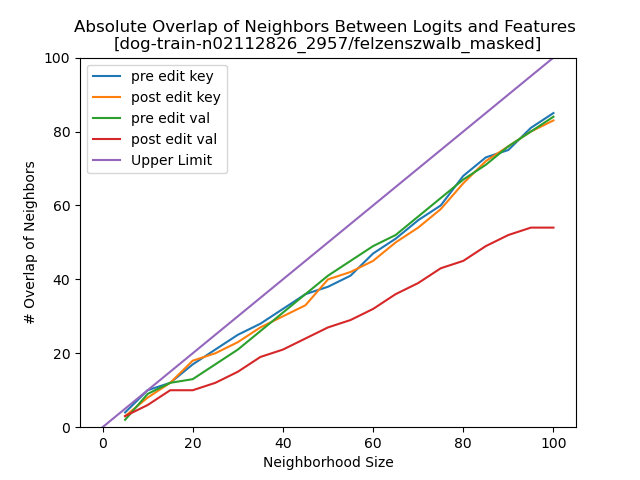 Absolute Overlap of Neighbors Between Logits and Features
[dog-train-n02112826_2957/felzenszwalb_masked]
pre edit key
post edit key
pre edit val
post edit val
Upper Limit
# Overlap of Neighbors
100
80
60
40
20
0
0 20 40 60 80 100
Neighborhood Size